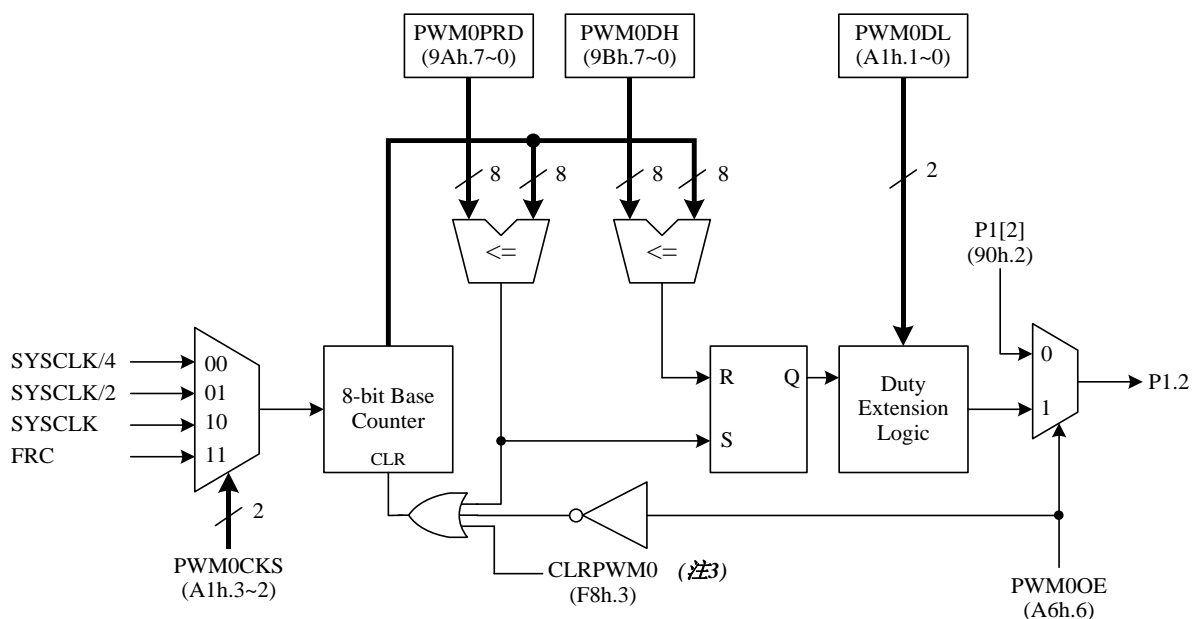 PWM0PRD
(9Ah.7~0)
PWM0DH
(9Bh.7~0)
PWM0DL
(A1h.1~0)
8
8
8
8
2
<=
<=
P1[2]
(90h.2)
SYSCLK/4
SYSCLK/2
SYSCLK
FRC
00
01
10
11
8-bit Base
Counter
CLR
R
Q
S
Duty
Extension
Logic
0
1
P1.2
2
PWM0CKS
(A1h.3~2)
CLRPWM0 (注3)
(F8h.3)
PWM0OE
(A6h.6)